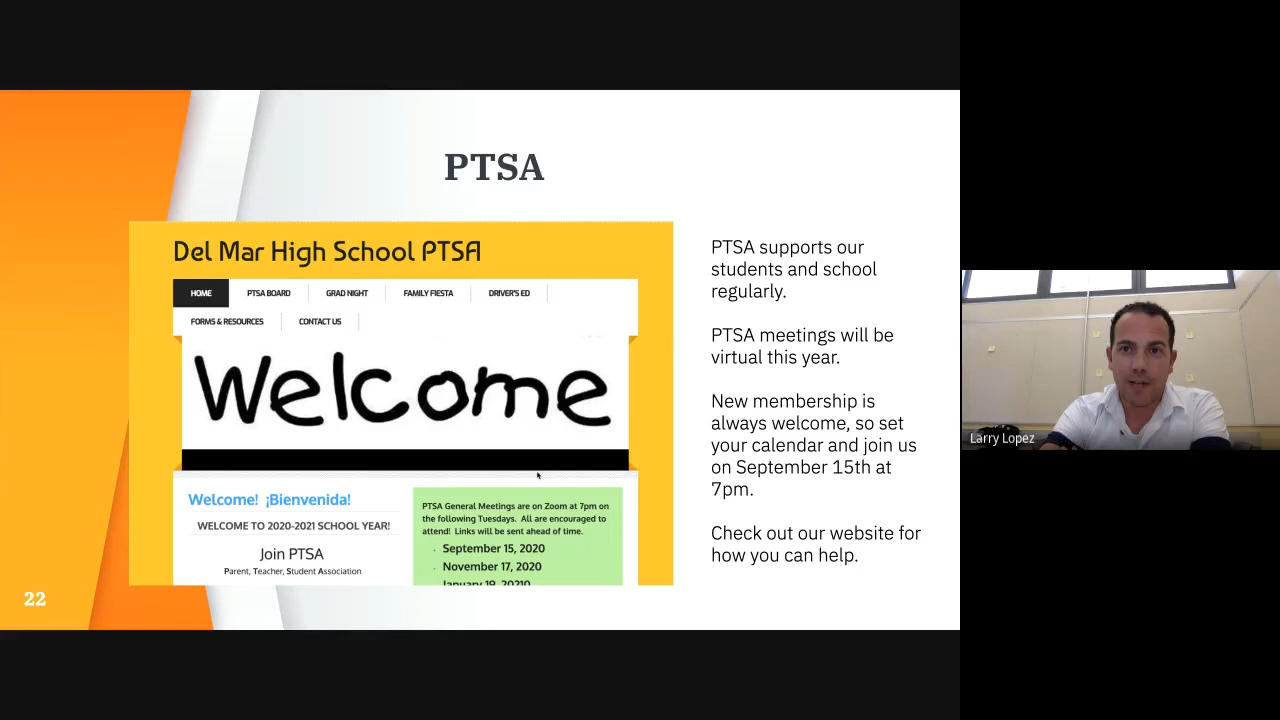 PTSA
Del Mar High School PTSA
HOME PTSA BOARD GRAD NIGHT FAMILY FIESTA DRIVER'S ED
FORMS & RESOURCES CONTACT US
Welcome
Welcome! ¡Bienvenida!
WELCOME TO 2020-2021 SCHOOL YEAR!
Join PTSA
Parent, Teacher, Student Association
PTSA General Meetings are on Zoom at 7pm on
the following Tuesdays. All are encouraged to
attend! Links will be sent ahead of time.
· September 15, 2020
· November 17, 2020
· January 19, 20210
PTSA supports our
students and school
regularly.
PTSA meetings will be
virtual this year.
New membership is
always welcome, so set
your calendar and join us
on September 15th at
7pm.
Check out our website for
how you can help.
22
Larry Lopez